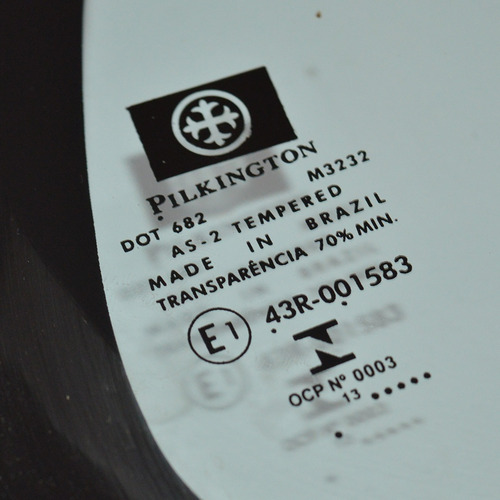 PILKINGTON
DOT 682 M3232
AS-2 TEMPERED
MADE IN BRAZIL
TRANSPARÊNCIA 70% MIN.
E1 43R-001583
OCP Nº 0003
13